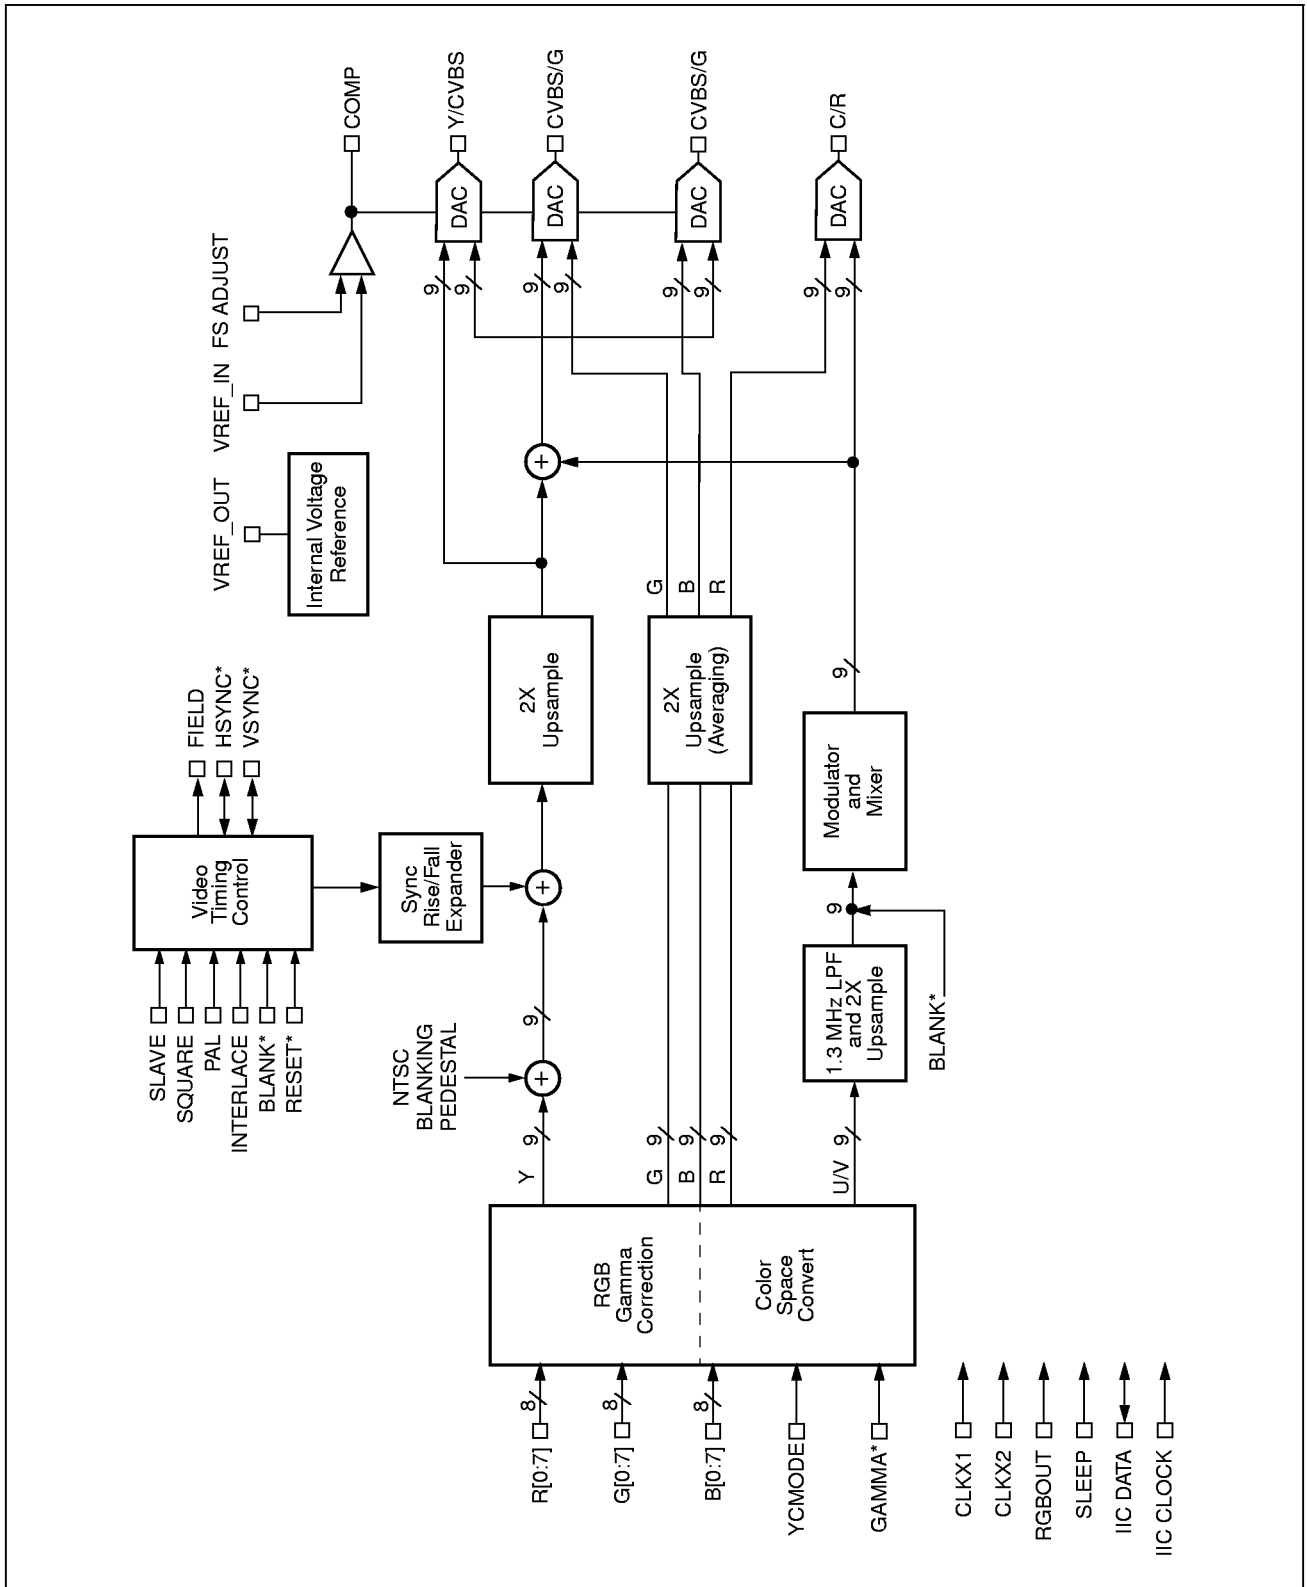 R[0:7]
8
G[0:7]
8
B[0:7]
8
YCMODE
GAMMA*
CLKX1
CLKX2
RGBOUT
SLEEP
IIC DATA
IIC CLOCK
RGB
Gamma
Correction
Color
Space
Convert
Y
9
G
9
B
9
R
9
U/V
9
NTSC
BLANKING
PEDESTAL
+
9
SLAVE
SQUARE
PAL
INTERLACE
BLANK*
RESET*
Video
Timing
Control
FIELD
HSYNC*
VSYNC*
Sync
Rise/Fall
Expander
+
1.3 MHz LPF
and 2X
Upsample
9
BLANK*
Modulator
and
Mixer
9
2X
Upsample
2X
Upsample
(Averaging)
G
B
R
VREF_OUT
Internal Voltage
Reference
VREF_IN
FS ADJUST
+
9
9
9
9
9
9
9
9
DAC
DAC
DAC
DAC
COMP
Y/CVBS
CVBS/G
CVBS/G
C/R